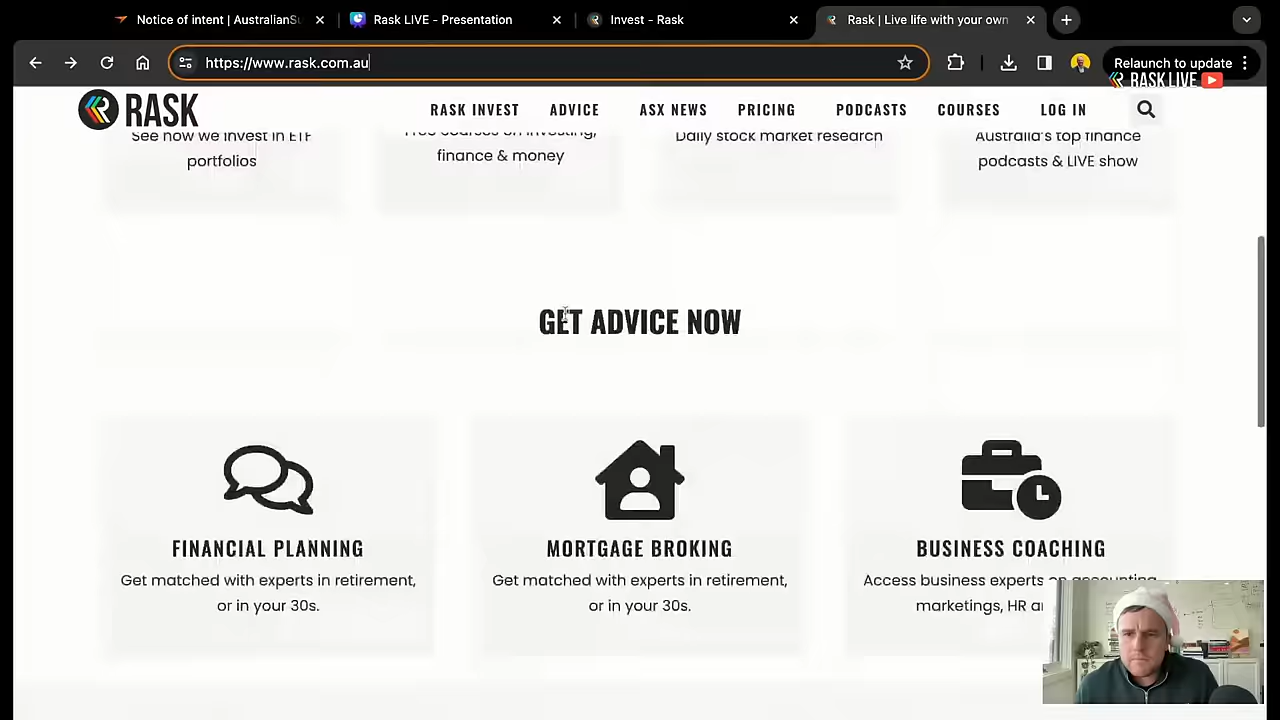 Notice of intent | AustralianSu
Rask LIVE - Presentation
Invest - Rask
Rask | Live life with your own
https://www.rask.com.au
Relaunch to update
RASK LIVE
RASK
RASK INVEST
ADVICE
ASX NEWS
PRICING
PODCASTS
COURSES
LOG IN
See how we invest in ETF
portfolios
Free courses on investing,
finance & money
Daily stock market research
Australia's top finance
podcasts & LIVE show
GET ADVICE NOW
FINANCIAL PLANNING
Get matched with experts in retirement,
or in your 30s.
MORTGAGE BROKING
Get matched with experts in retirement,
or in your 30s.
BUSINESS COACHING
Access business experts on accounting,
marketings, HR